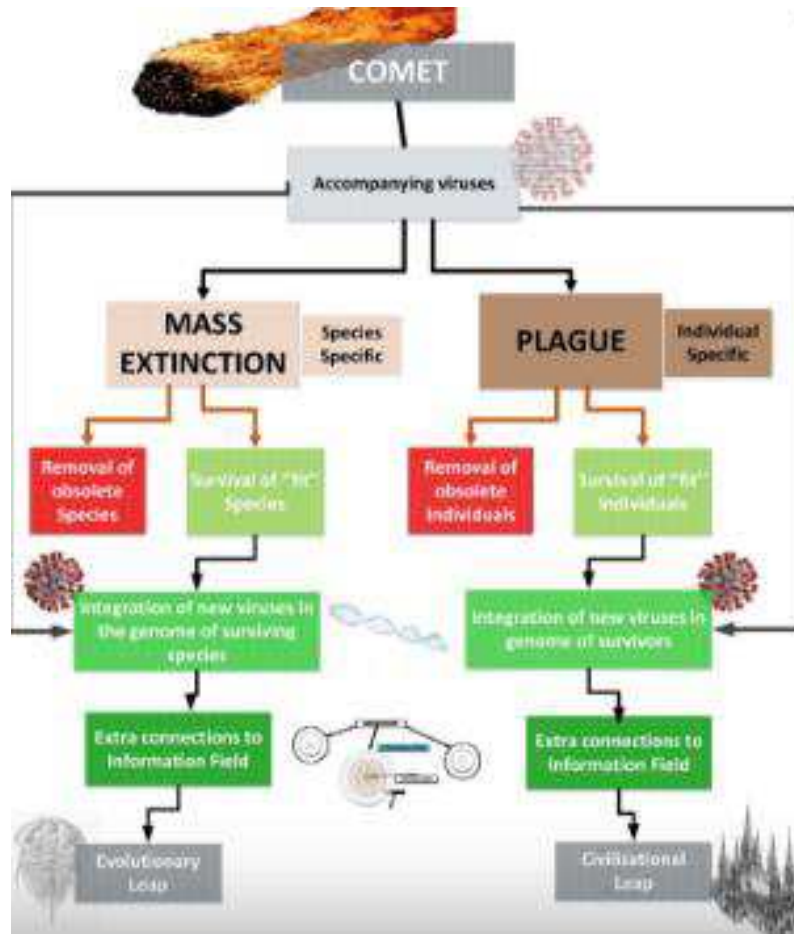 COMET
Accompanying viruses
MASS
EXTINCTION
Species
Specific
PLAGUE
Individual
Specific
Removal of
obsolete
Species
Survival of "fit"
Species
Removal of
obsolete
Individuals
Survival of "fit"
Individuals
Integration of new viruses in
the genome of surviving
species
Integration of new viruses in
genome of survivors
Extra connections to
Information Field
Extra connections to
Information Field
Evolutionary
Leap
Civilisational
Leap